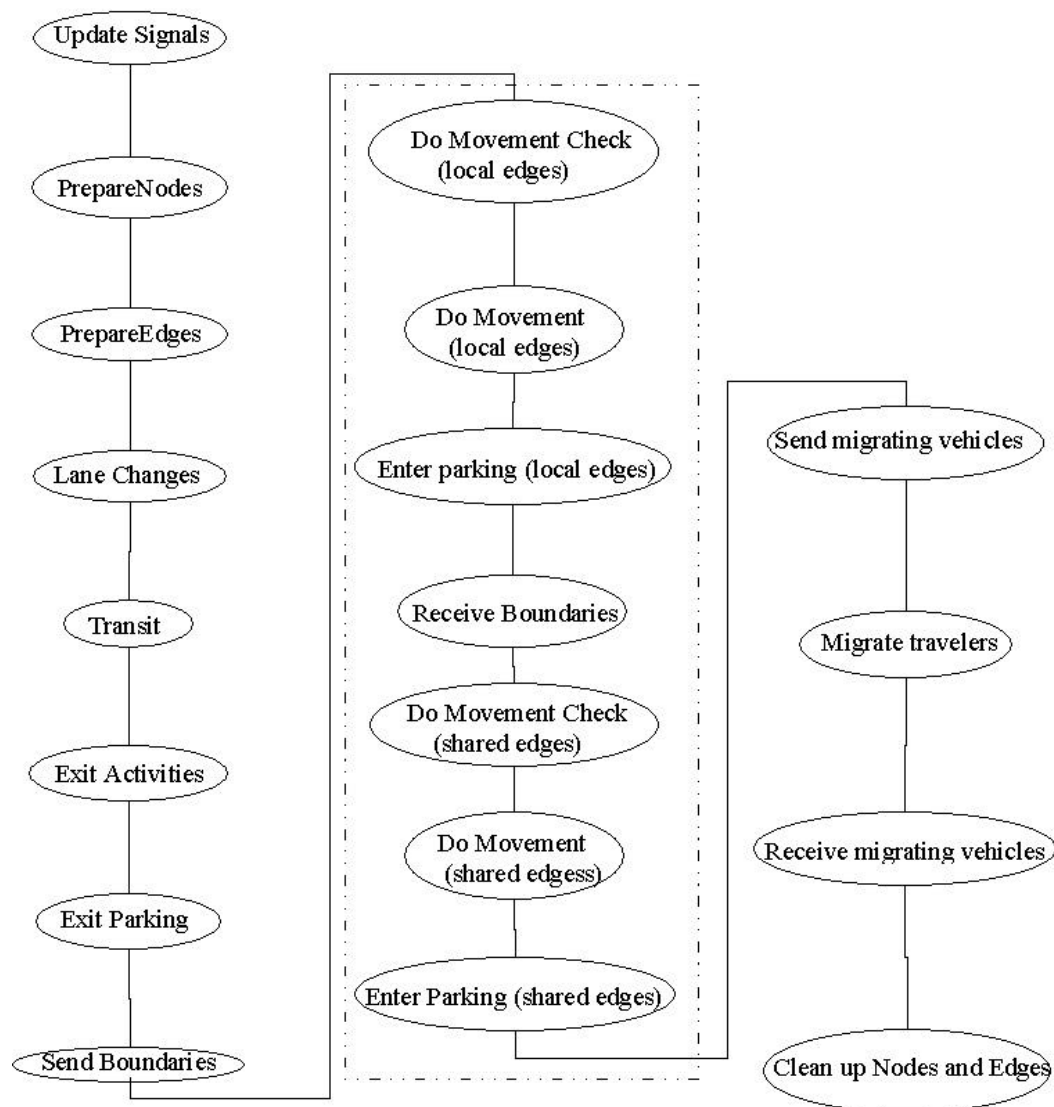 Update Signals
PrepareNodes
PrepareEdges
Lane Changes
Transit
Exit Activities
Exit Parking
Send Boundaries
Do Movement Check
(local edges)
Do Movement
(local edges)
Enter parking (local edges)
Receive Boundaries
Do Movement Check
(shared edges)
Do Movement
(shared edgess)
Enter Parking (shared edges)
Send migrating vehicles
Migrate travelers
Receive migrating vehicles
Clean up Nodes and Edges